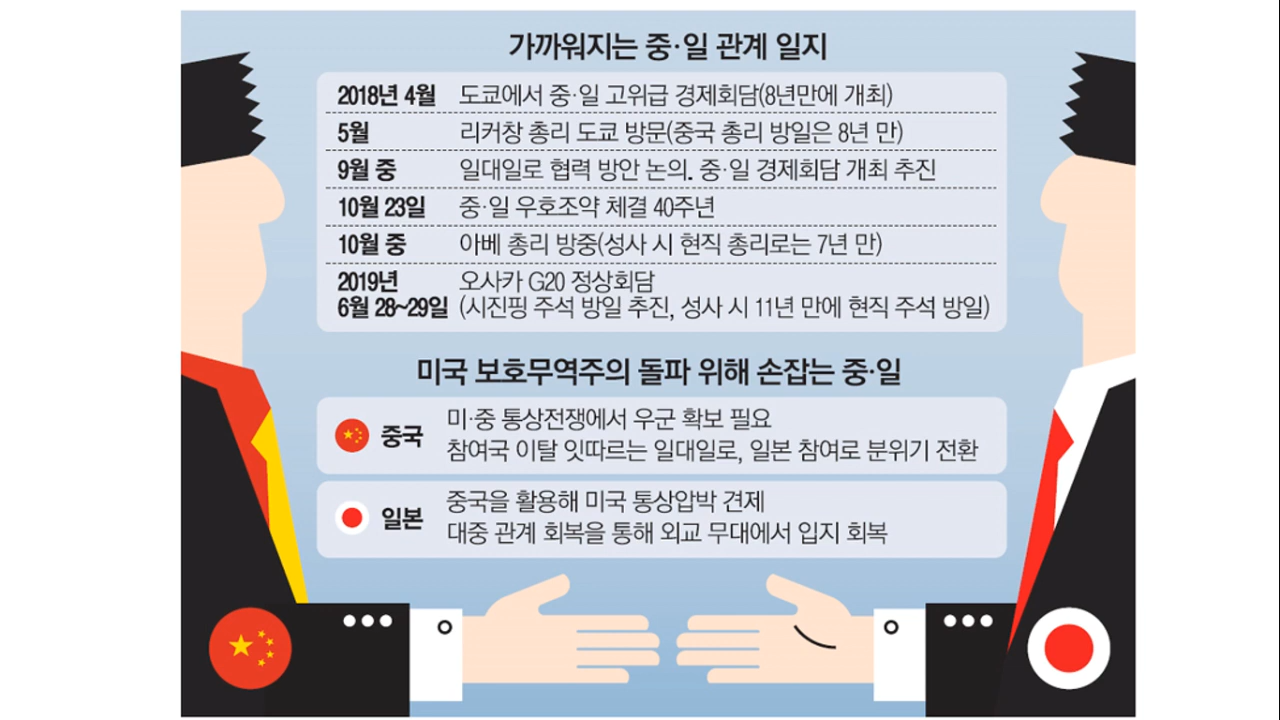 가까워지는 중·일 관계 일지
2018년 4월 도쿄에서 중·일 고위급 경제회담(8년만에 개최)
5월 리커창 총리 도쿄 방문(중국 총리 방일은 8년 만)
9월 중 일대일로 협력 방안 논의. 중·일 경제회담 개최 추진
10월 23일 중·일 우호조약 체결 40주년
10월 중 아베 총리 방중(성사 시 현직 총리로는 7년 만)
2019년 오사카 G20 정상회담
6월 28~29일 (시진핑 주석 방일 추진, 성사 시 11년 만에 현직 주석 방일)
미국 보호무역주의 돌파 위해 손잡는 중·일
중국
미·중 통상전쟁에서 우군 확보 필요
참여국 이탈 잇따르는 일대일로, 일본 참여로 분위기 전환
일본
중국을 활용해 미국 통상압박 견제
대중 관계 회복을 통해 외교 무대에서 입지 회복